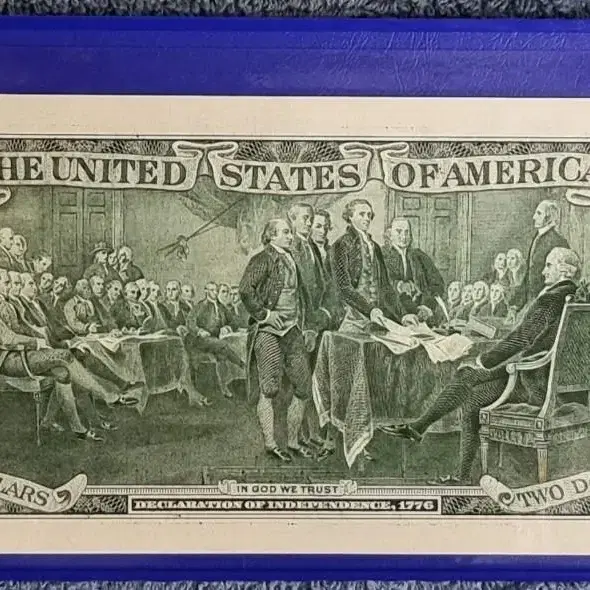 HE UNITED STATES OF AMERICA
LARS
IN GOD WE TRUST
TWO D
DECLARATION OF INDEPENDENCE, 1776